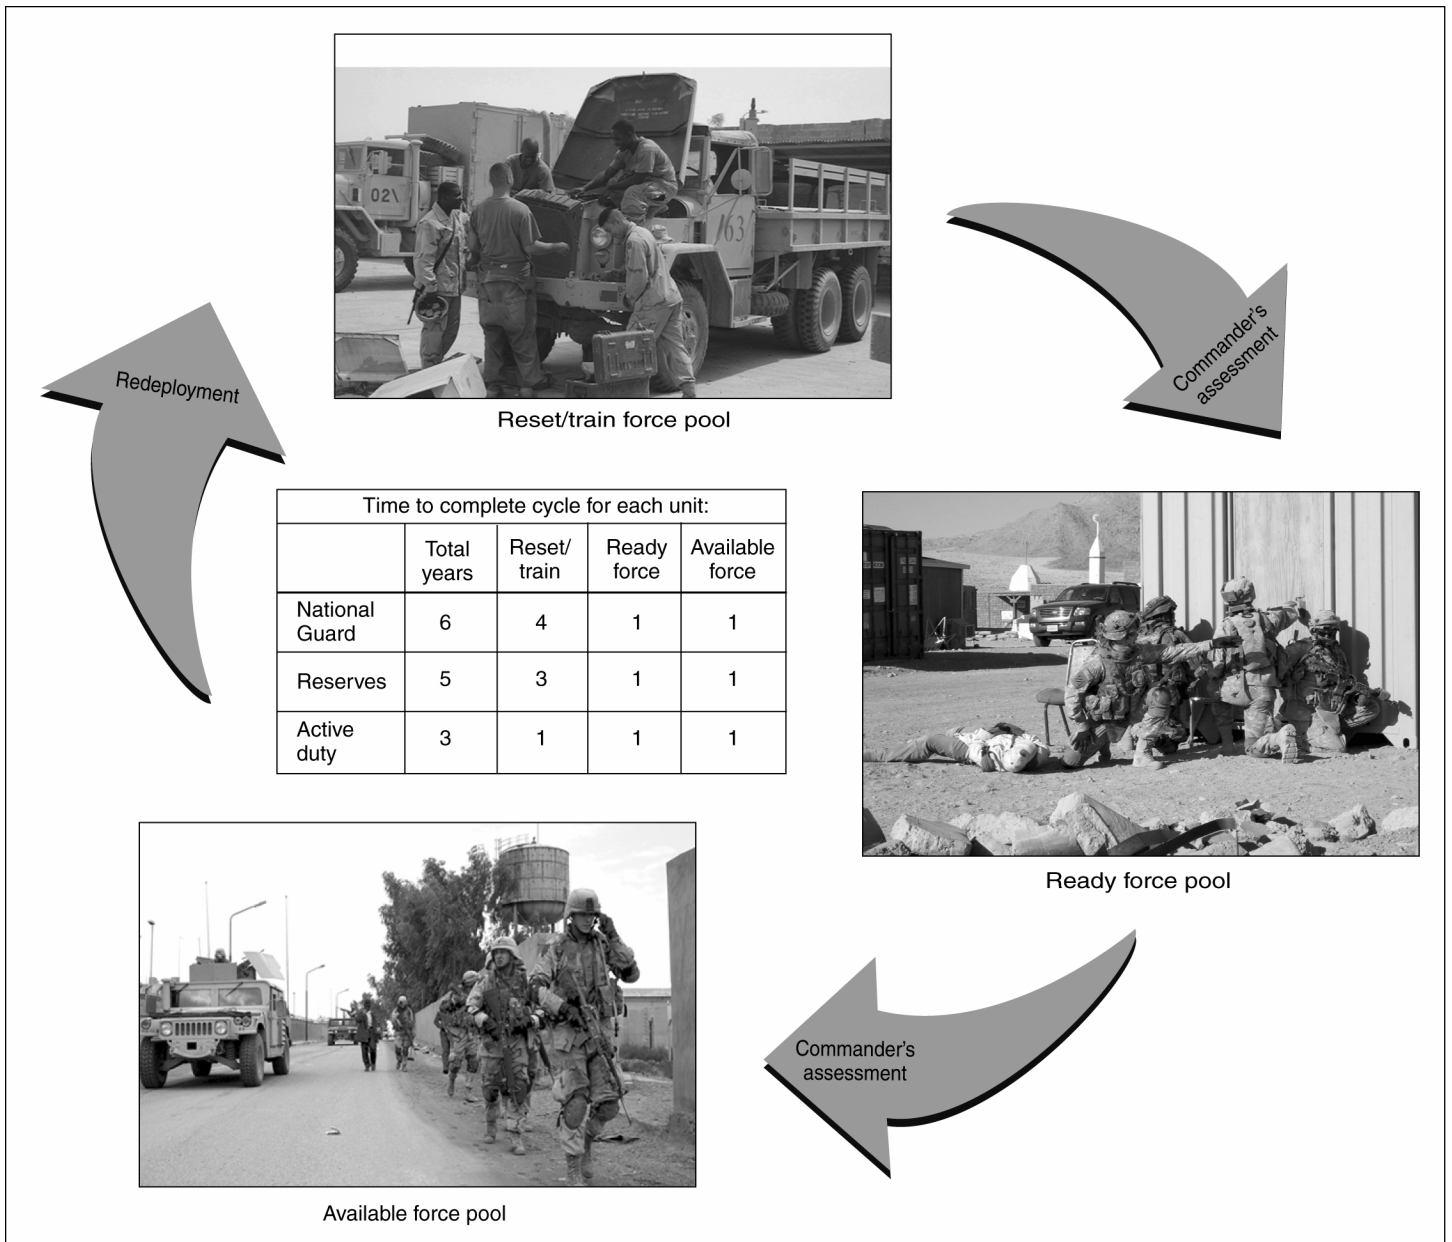 02\
63
Reset/train force pool
Commander's
assessment
Redeployment
Time to complete cycle for each unit:
Total years Reset/ train Ready force Available force
National Guard 6 4 1 1
Reserves 5 3 1 1
Active duty 3 1 1 1
Ready force pool
Commander's
assessment
Available force pool